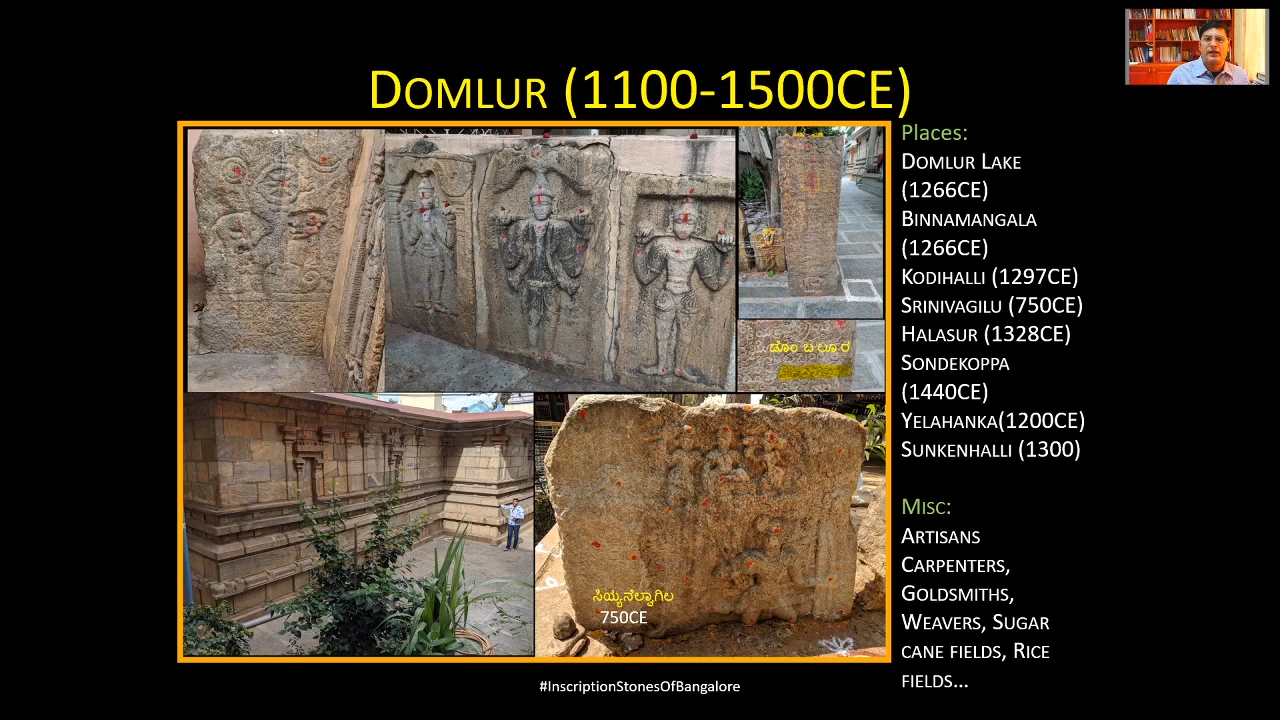 DOMLUR (1100-1500CE)
ಡೊಂಬಲೂರ
ಸಿಯ್ಯನೆಲ್ವಾಗಿಲ
750CE
Places:
DOMLUR LAKE
(1266CE)
BINNAMANGALA
(1266CE)
KODIHALLI (1297CE)
SRINIVAGILU (750CE)
HALASUR (1328CE)
SONDEKOPPA
(1440CE)
YELAHANKA(1200CE)
SUNKENHALLI (1300)
MISC:
ARTISANS
CARPENTERS,
GOLDSMITHS,
WEAVERS, SUGAR
CANE FIELDS, RICE
FIELDS...
#InscriptionStonesOfBangalore